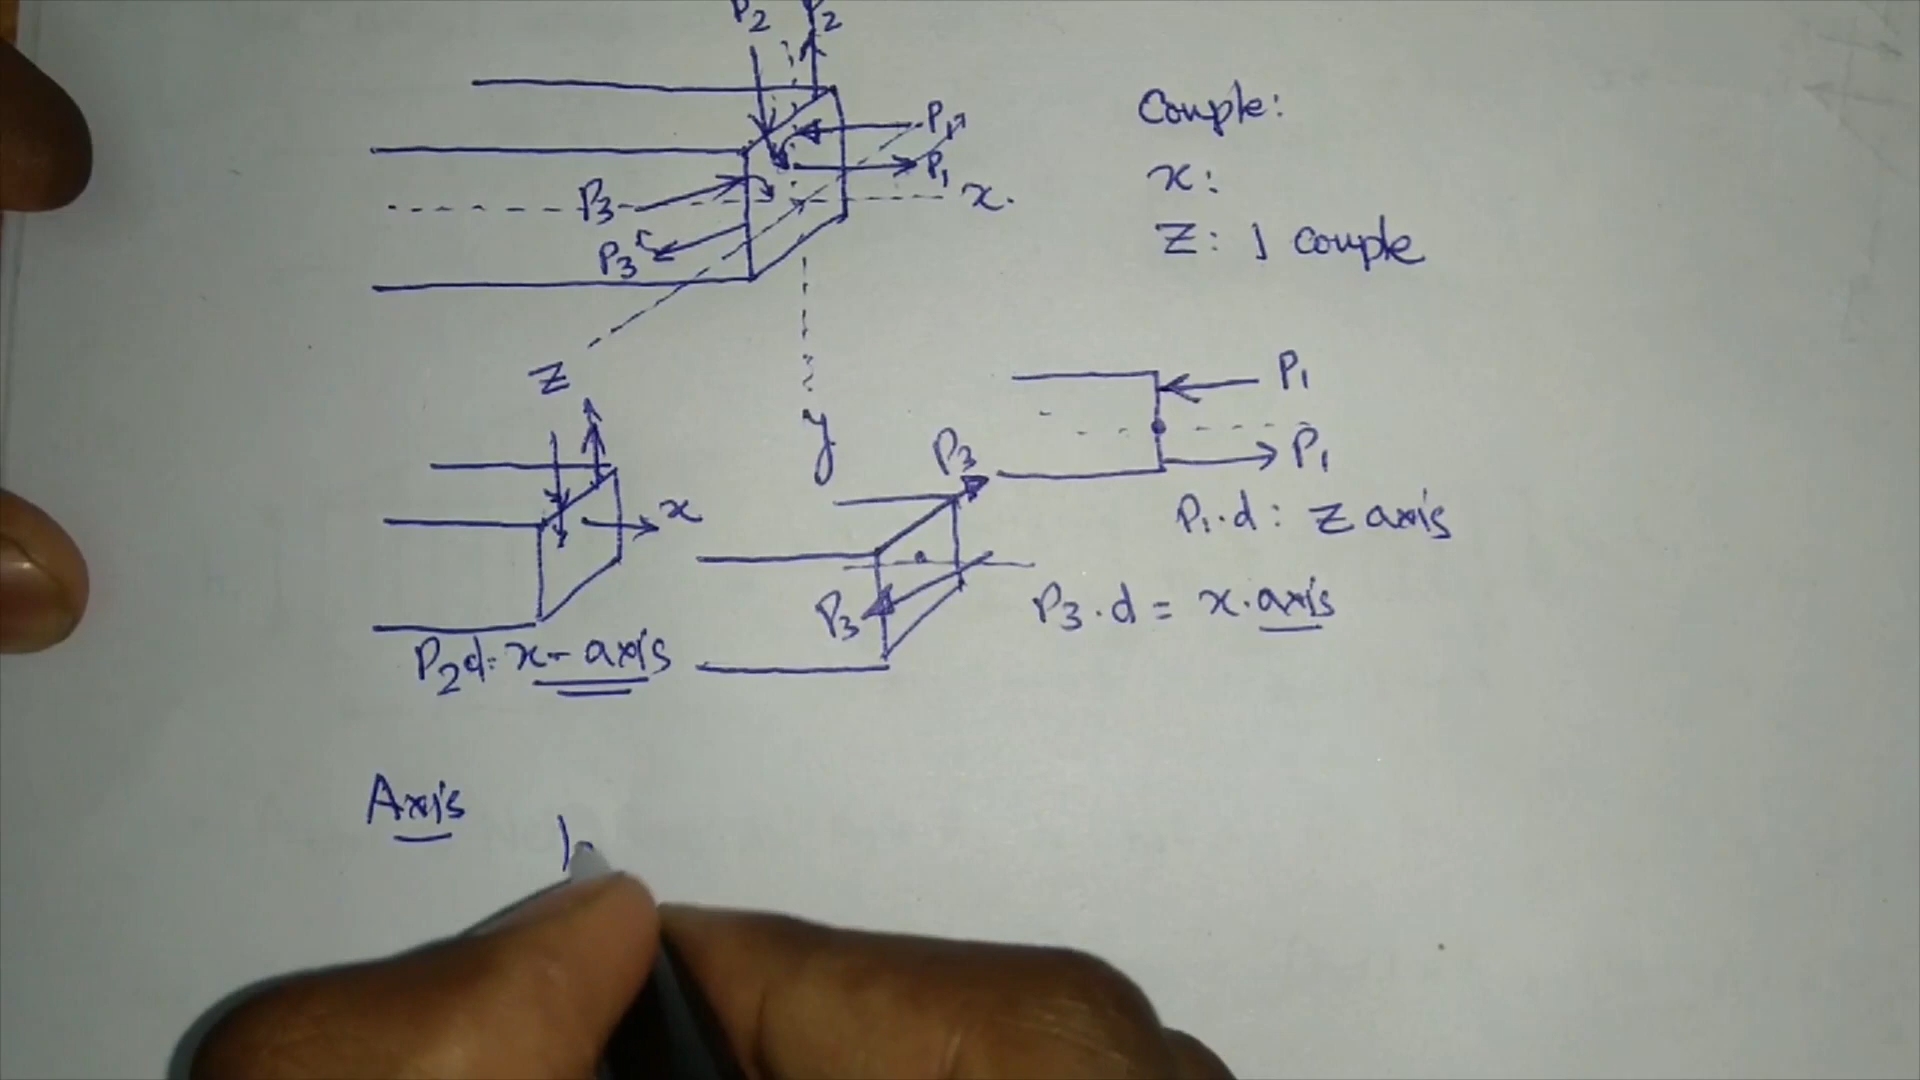 P2 P2
P1
P1
P3
x.
P3
Z
y
Couple:
x:
Z: 1 couple
P1
P1
P1.d: Z axis
x
P2d=x-axis
P3
P3
P3.d = x.axis
Axis